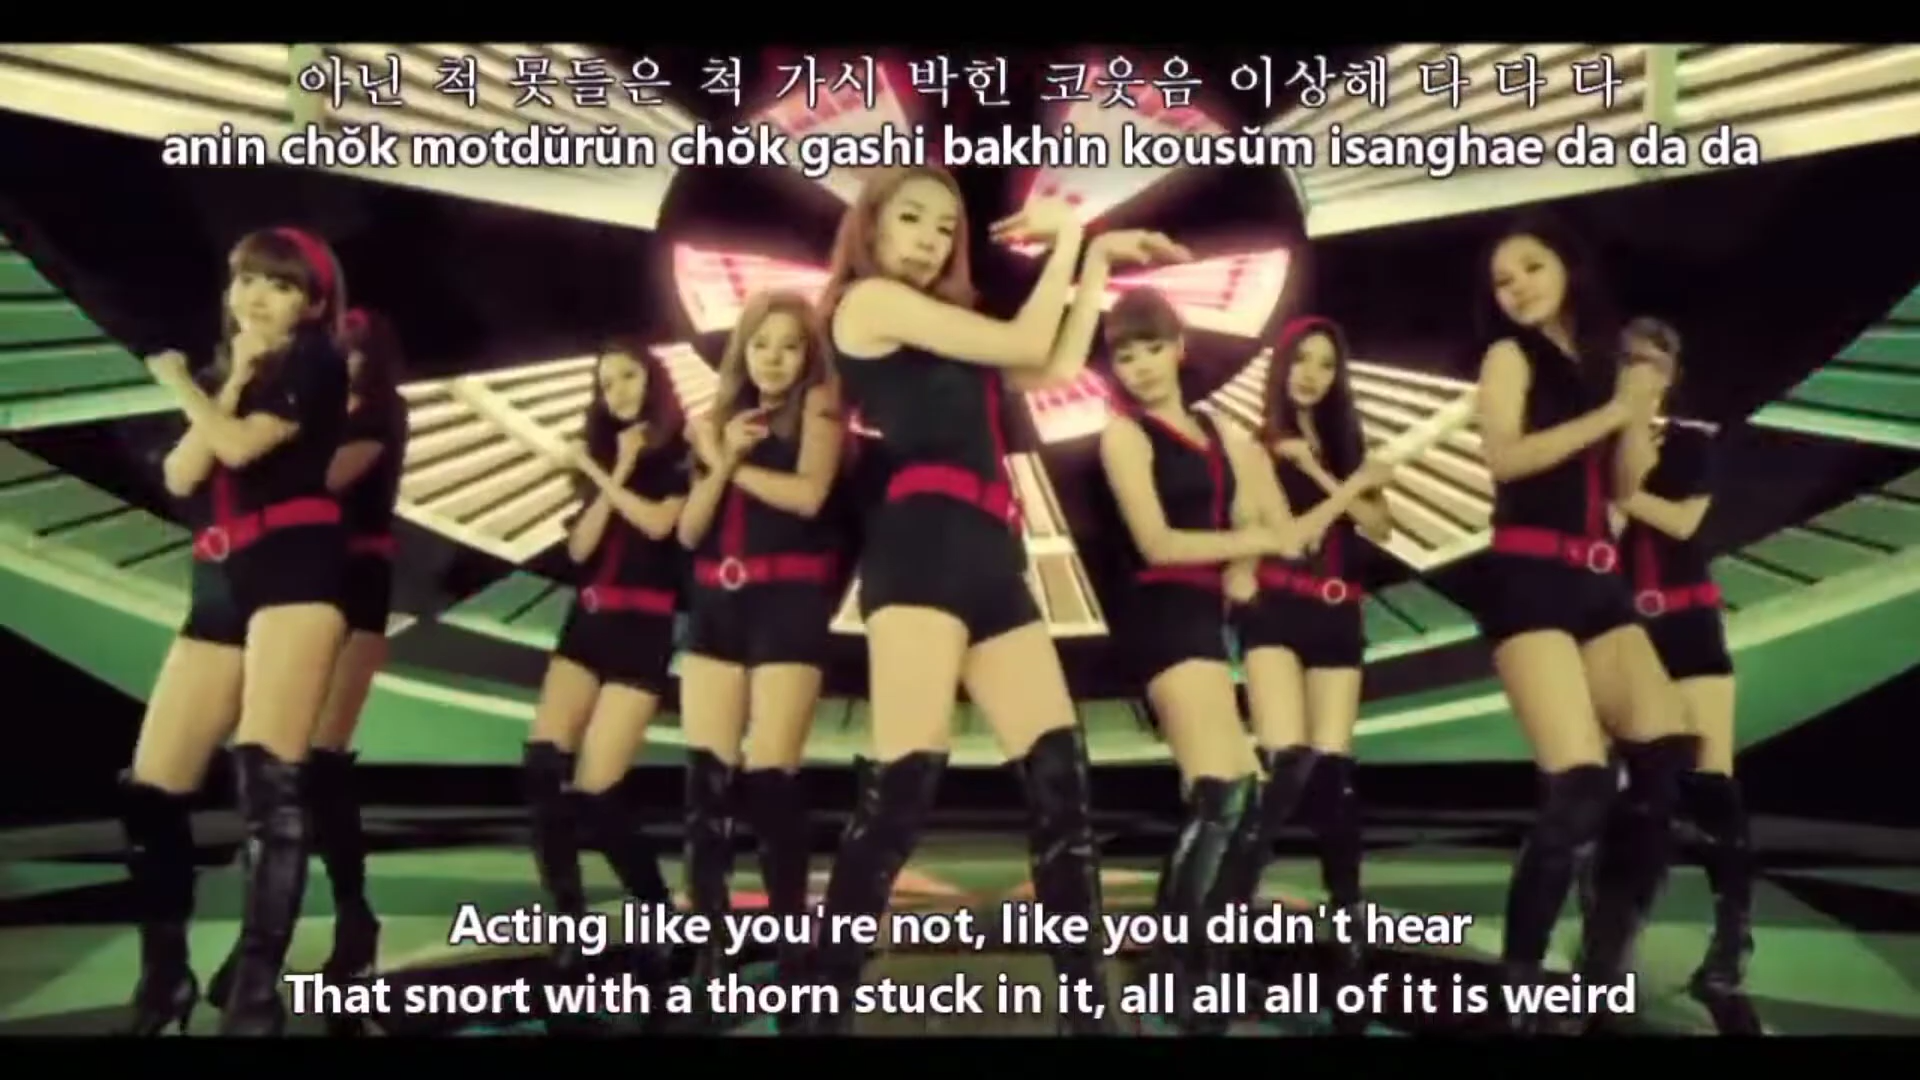 아닌 척 못들은 척 가시 박힌 코웃음 이상해 다 다 다
anin chŏk motdŭrŭn chŏk gashi bakhin kousŭm isanghae da da da
Acting like you're not, like you didn't hear
That snort with a thorn stuck in it, all all all of it is weird